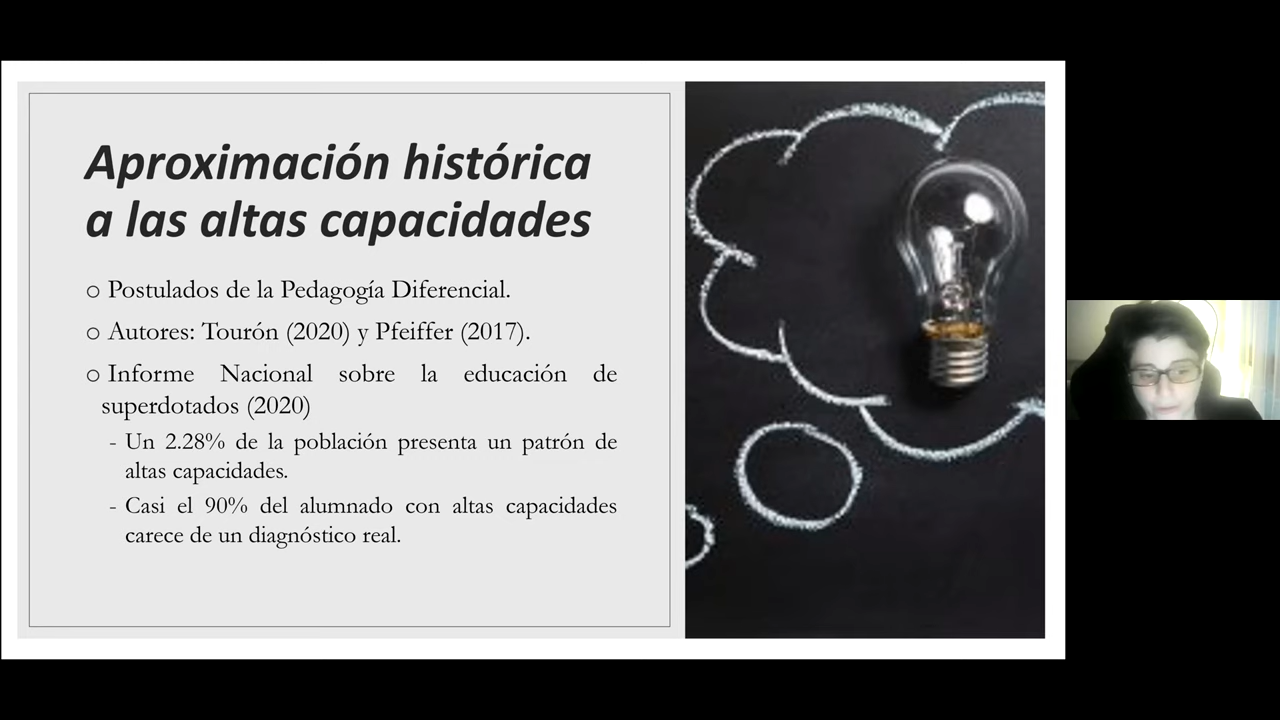 Aproximación histórica
a las altas capacidades
o Postulados de la Pedagogía Diferencial.
o Autores: Tourón (2020) y Pfeiffer (2017).
o Informe Nacional sobre la educación de
superdotados (2020)
- Un 2.28% de la población presenta un patrón de
altas capacidades.
- Casi el 90% del alumnado con altas capacidades
carece de un diagnóstico real.